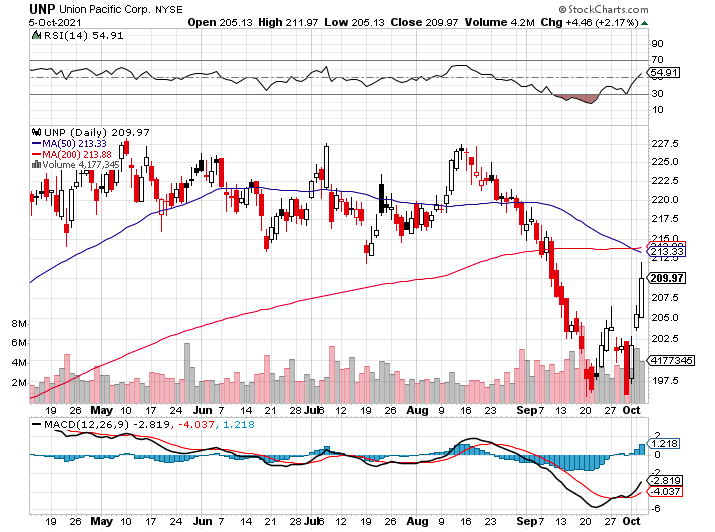 UNP Union Pacific Corp. NYSE © StockCharts.com
5-Oct-2021 Open 205.13 High 211.97 Low 205.13 Close 209.97 Volume 4.2M Chg +4.46 (+2.17%)
RSI(14) 54.91
90
70
54.91
30
10
UNP (Daily) 209.97
MA(50) 213.33
MA(200) 213.88
Volume 4,177,345
227.5
225.0
222.5
220.0
217.5
215.0
213.33
212.5
209.97
207.5
205.0
202.5
4177345
197.5
8M
6M
4M
2M
19 26 May 10 17 24 Jun 7 14 21 28 Jul 6 12 19 26 Aug 9 16 23 Sep 7 13 20 27 Oct
MACD(12,26,9) -2.819, -4.037, 1.218
2
1.218
0
-2
-2.819
-4.037
-6
19 26 May 10 17 24 Jun 7 14 21 28 Jul 6 12 19 26 Aug 9 16 23 Sep 7 13 20 27 Oct